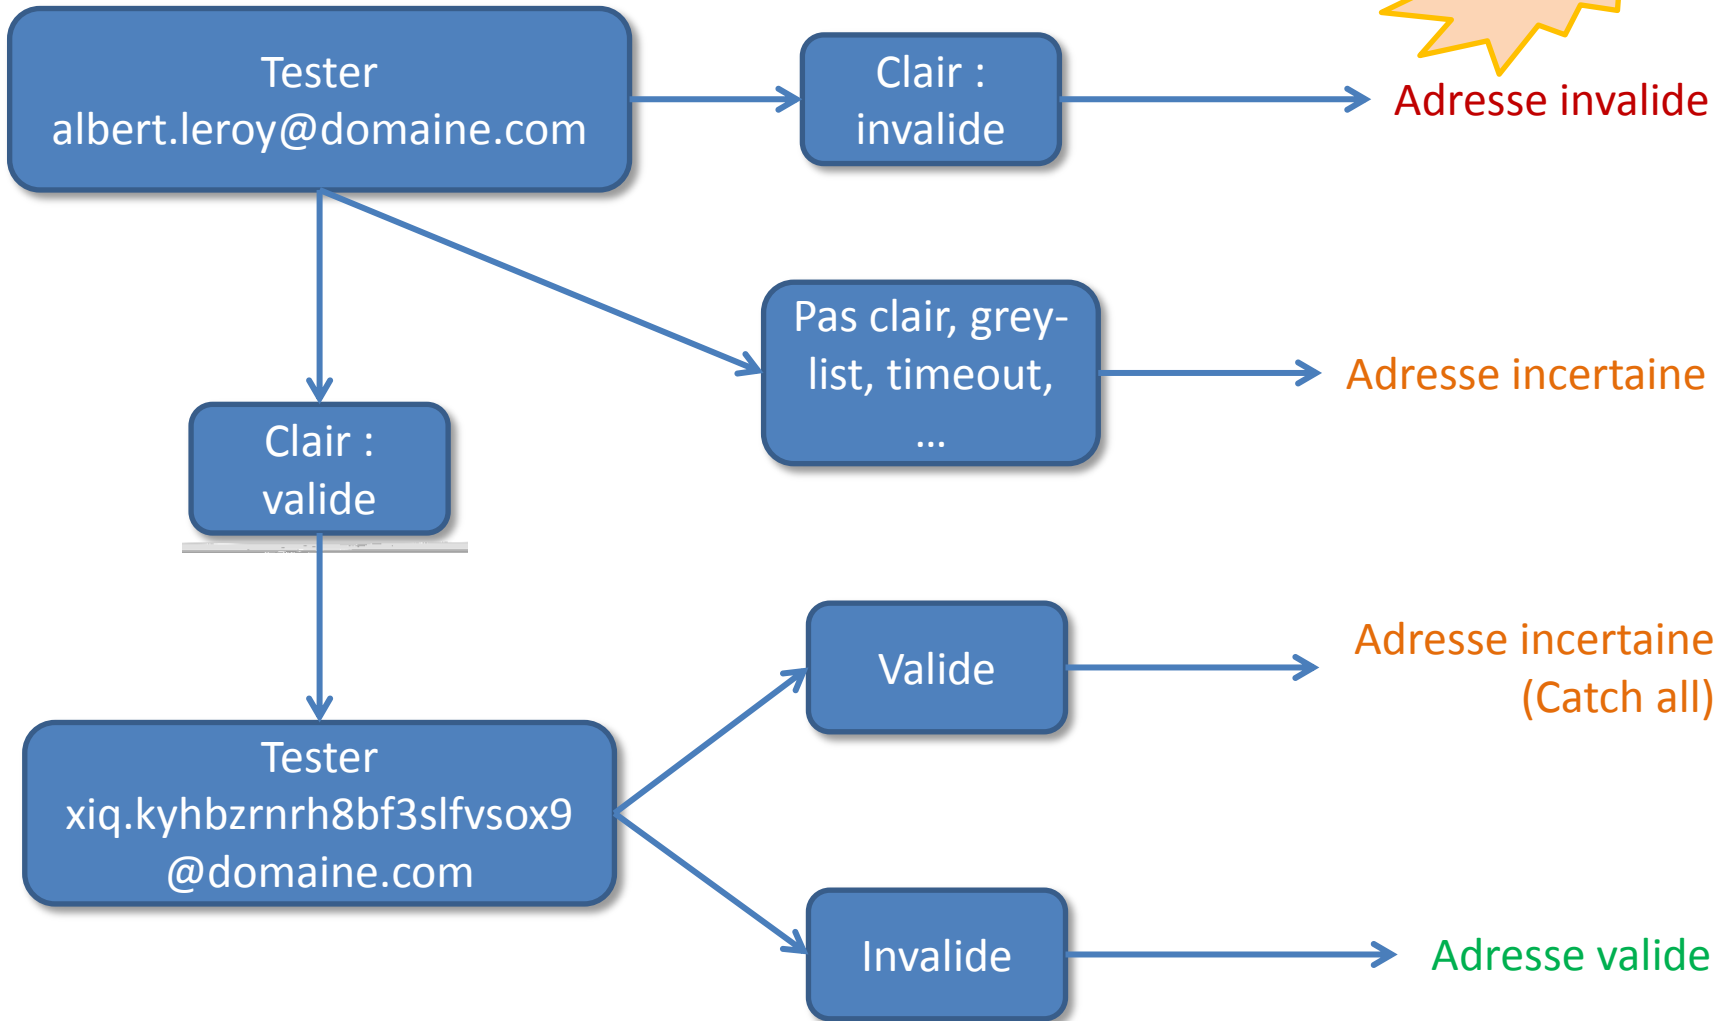 Tester
albert.leroy@domaine.com
Clair :
invalide
Adresse invalide
Pas clair, grey-
list, timeout,
...
Adresse incertaine
Clair :
valide
Tester
xiq.kyhbzrnrh8bf3slfvsox9
@domaine.com
Valide
Adresse incertaine
(Catch all)
Invalide
Adresse valide